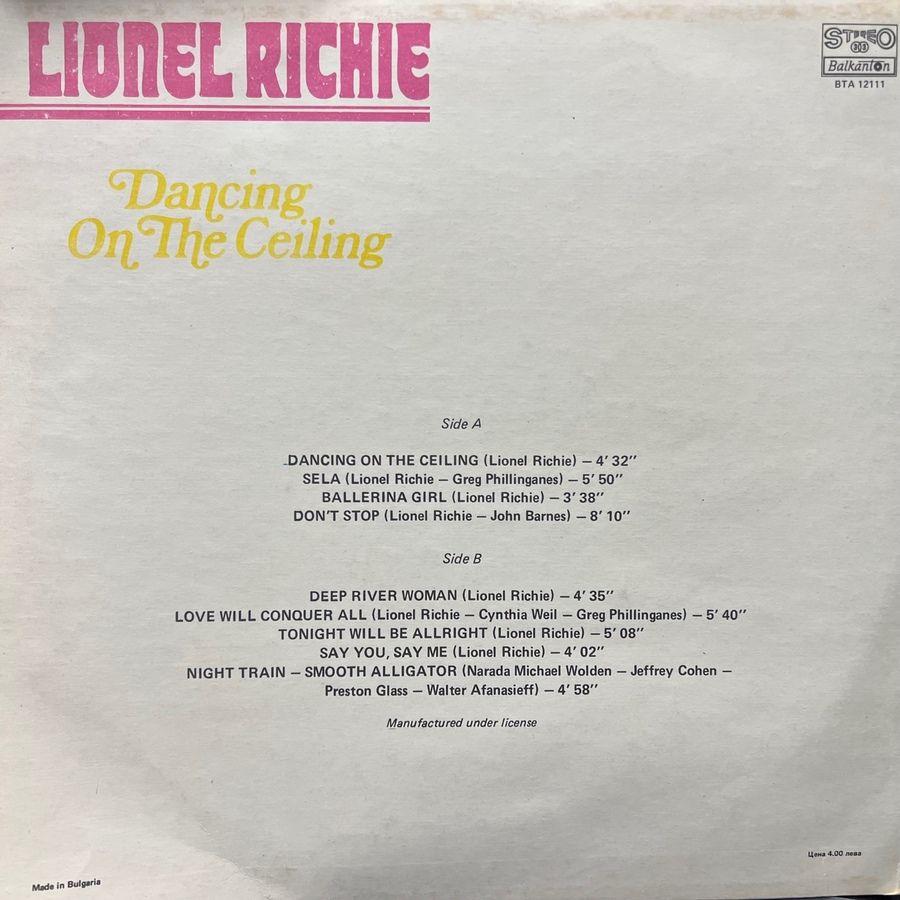 LIONEL RICHIE
STEREO
33
Balkanton
BTA 12111
Dancing
On The Ceiling
Side A
DANCING ON THE CEILING (Lionel Richie) – 4’ 32’’
SELA (Lionel Richie – Greg Phillinganes) – 5’ 50’’
BALLERINA GIRL (Lionel Richie) – 3’ 38’’
DON’T STOP (Lionel Richie – John Barnes) – 8’ 10’’
Side B
DEEP RIVER WOMAN (Lionel Richie) – 4’ 35’’
LOVE WILL CONQUER ALL (Lionel Richie – Cynthia Weil – Greg Phillinganes) – 5’ 40’’
TONIGHT WILL BE ALLRIGHT (Lionel Richie) – 5’ 08’’
SAY YOU, SAY ME (Lionel Richie) – 4’ 02’’
NIGHT TRAIN – SMOOTH ALLIGATOR (Narada Michael Wolden – Jeffrey Cohen –
Preston Glass – Walter Afanasieff) – 4’ 58’’
Manufactured under license
Цена 4.00 лева
Made in Bulgaria